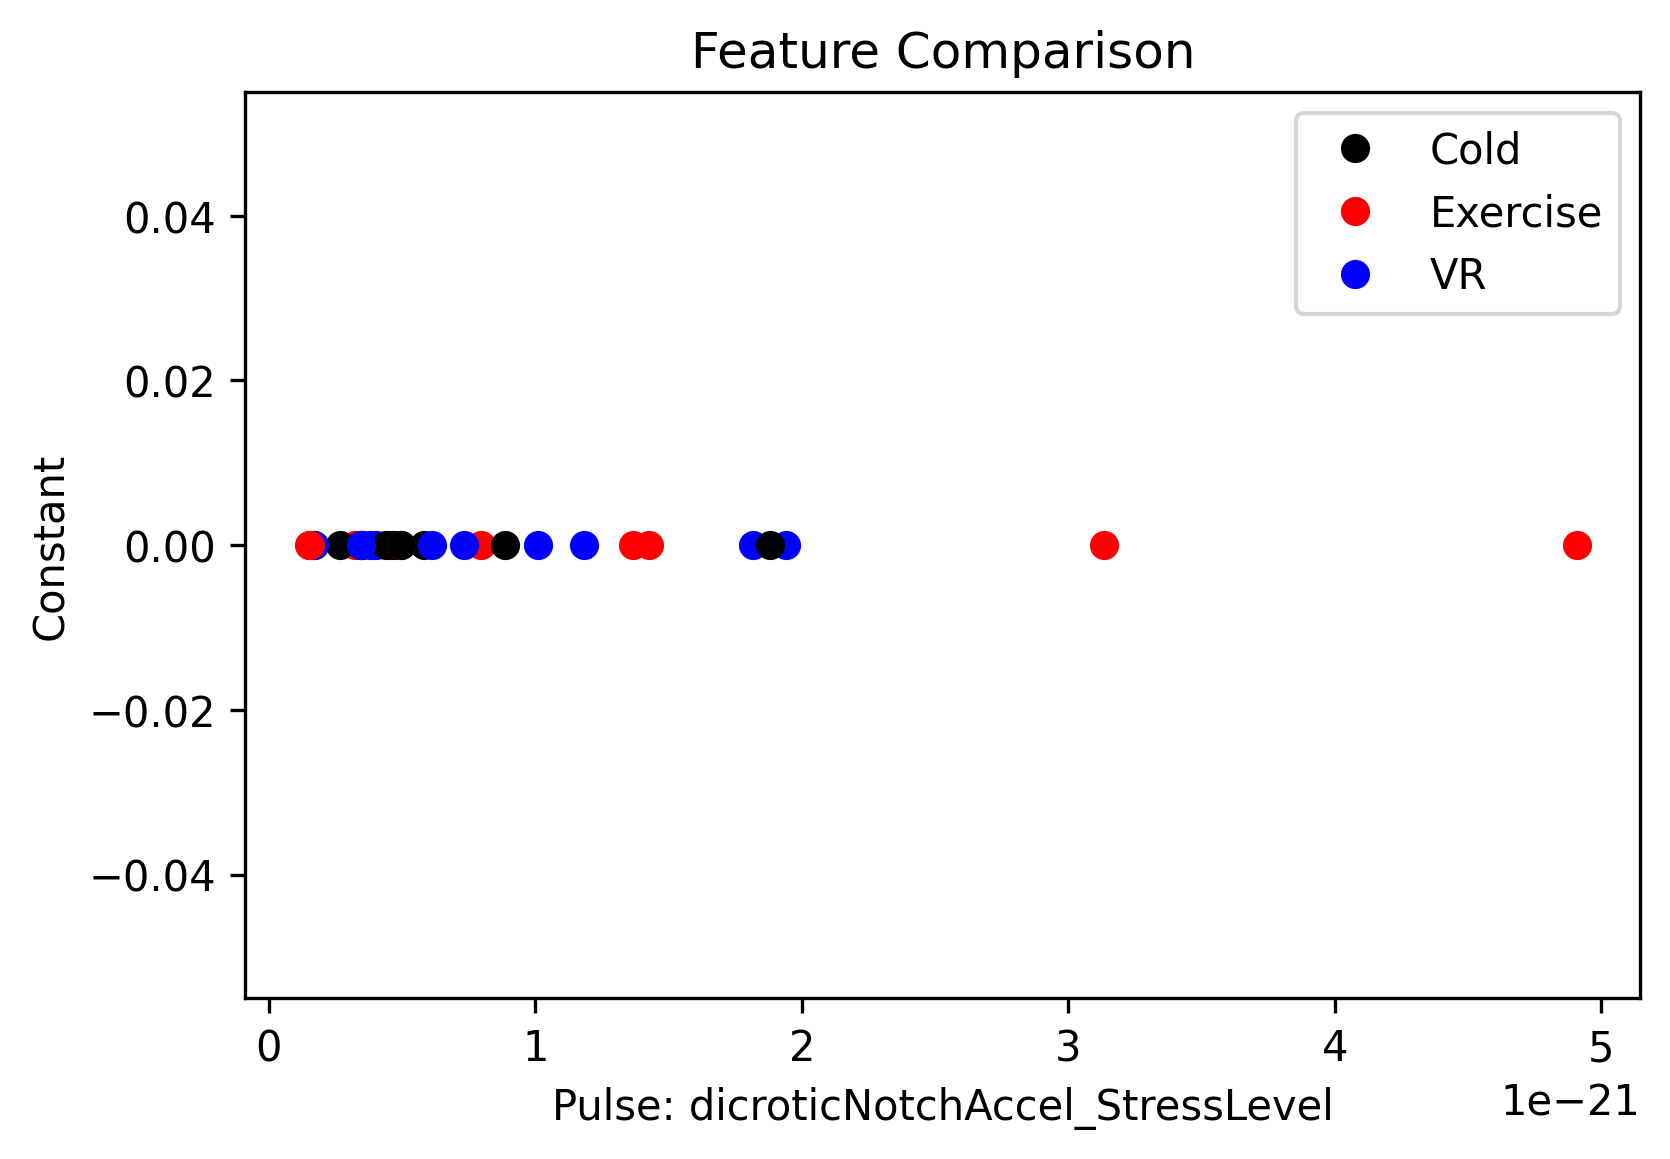 Feature Comparison
Cold
Exercise
VR
0.04
0.02
0.00
−0.02
−0.04
Constant
0 1 2 3 4 5
1e−21
Pulse: dicroticNotchAccel_StressLevel